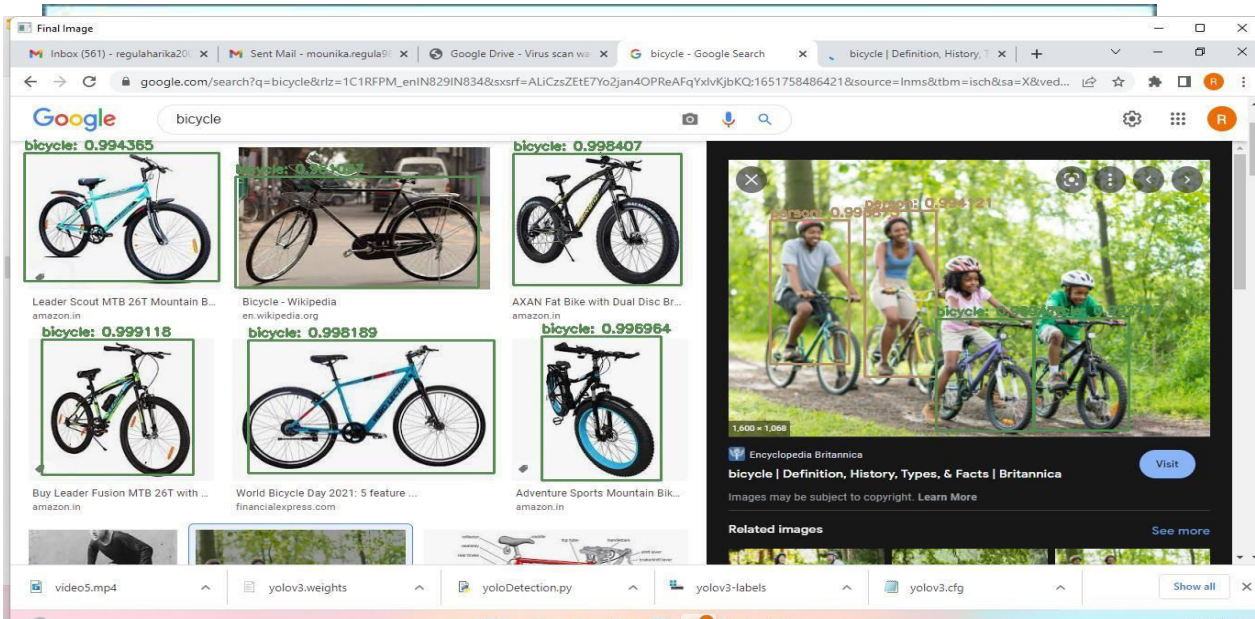 Final Image
Inbox (561) - regulaharika20
Sent Mail - mounika.regula9
Google Drive - Virus scan wa
bicycle - Google Search
bicycle | Definition, History,
google.com/search?q=bicycle&rlz=1C1RFPM_enIN829IN834&sxsrf=ALiCzsZEtE7Yo2jan4OPReAFqYxlvKjbKQ:1651758486421&source=lnms&tbm=isch&sa=X&ved...
R
Google
bicycle
R
bicycle: 0.994365
bicycle:
bicycle: 0.998407
Leader Scout MTB 26T Mountain B...
amazon.in
Bicycle - Wikipedia
en.wikipedia.org
AXAN Fat Bike with Dual Disc Br...
amazon.in
bicycle: 0.999118
bicycle: 0.998189
bicycle: 0.996964
Buy Leader Fusion MTB 26T with ...
amazon.in
World Bicycle Day 2021: 5 feature ...
financialexpress.com
Adventure Sports Mountain Bik...
amazon.in
person:
person: 0.994121
bicycle:
1,600 × 1,068
Encyclopedia Britannica
bicycle | Definition, History, Types, & Facts | Britannica
Visit
Images may be subject to copyright. Learn More
Related images
See more
video5.mp4
yolov3.weights
yoloDetection.py
yolov3-labels
yolov3.cfg
Show all